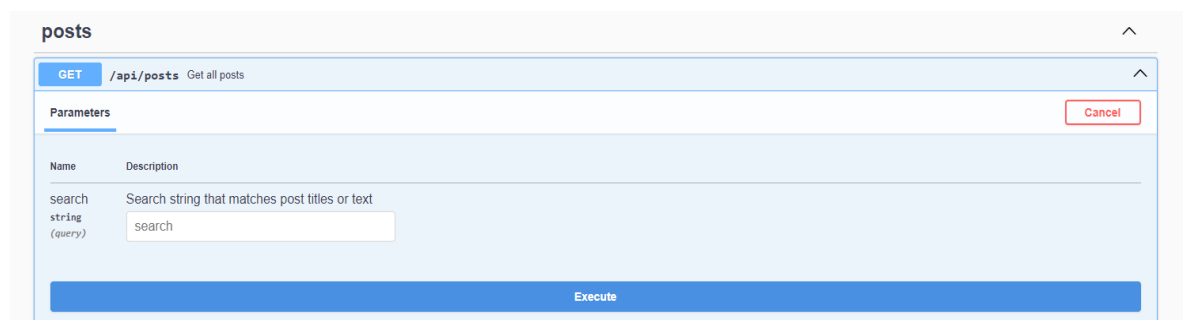 posts
GET /api/posts Get all posts
Parameters
Cancel
Name Description
search Search string that matches post titles or text
string
(query)
search
Execute